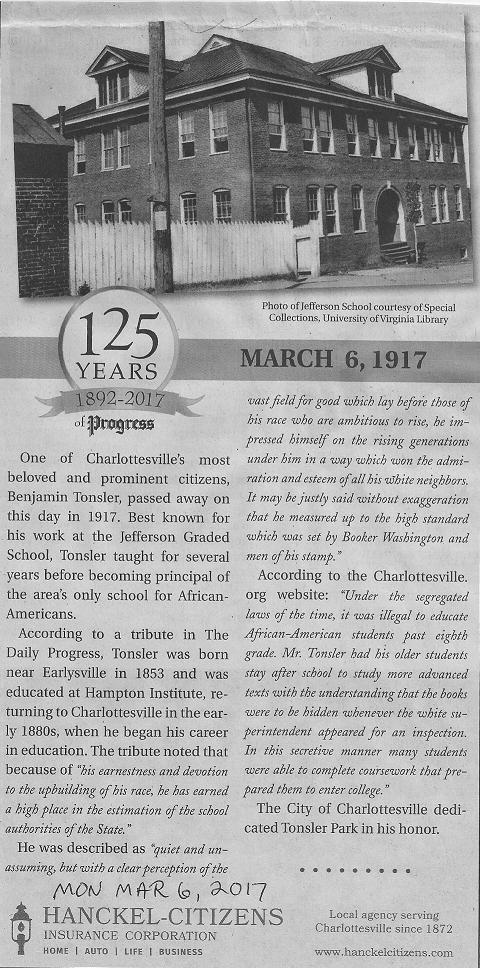 Photo of Jefferson School courtesy of Special
Collections, University of Virginia Library
125
YEARS
1892-2017
of Progress
MARCH 6, 1917
One of Charlottesville's most
beloved and prominent citizens,
Benjamin Tonsler, passed away on
this day in 1917. Best known for
his work at the Jefferson Graded
School, Tonsler taught for several
years before becoming principal of
the area's only school for African-
Americans.
According to a tribute in The
Daily Progress, Tonsler was born
near Earlysville in 1853 and was
educated at Hampton Institute, re-
turning to Charlottesville in the ear-
ly 1880s, when he began his career
in education. The tribute noted that
because of "his earnestness and devotion
to the upbuilding of his race, he has earned
a high place in the estimation of the school
authorities of the State."
He was described as "quiet and un-
assuming, but with a clear perception of the
vast field for good which lay before those of
his race who are ambitious to rise, he im-
pressed himself on the rising generations
under him in a way which won the admi-
ration and esteem of all his white neighbors.
It may be justly said without exaggeration
that he measured up to the high standard
which was set by Booker Washington and
men of his stamp."
According to the Charlottesville.
org website: "Under the segregated
laws of the time, it was illegal to educate
African-American students past eighth
grade. Mr. Tonsler had his older students
stay after school to study more advanced
texts with the understanding that the books
were to be hidden whenever the white su-
perintendent appeared for an inspection.
In this secretive manner many students
were able to complete coursework that pre-
pared them to enter college."
The City of Charlottesville dedi-
cated Tonsler Park in his honor.
MON MAR 6, 2017
HANCKEL-CITIZENS
INSURANCE CORPORATION
HOME | AUTO | LIFE | BUSINESS
Local agency serving
Charlottesville since 1872
www.hanckelcitizens.com